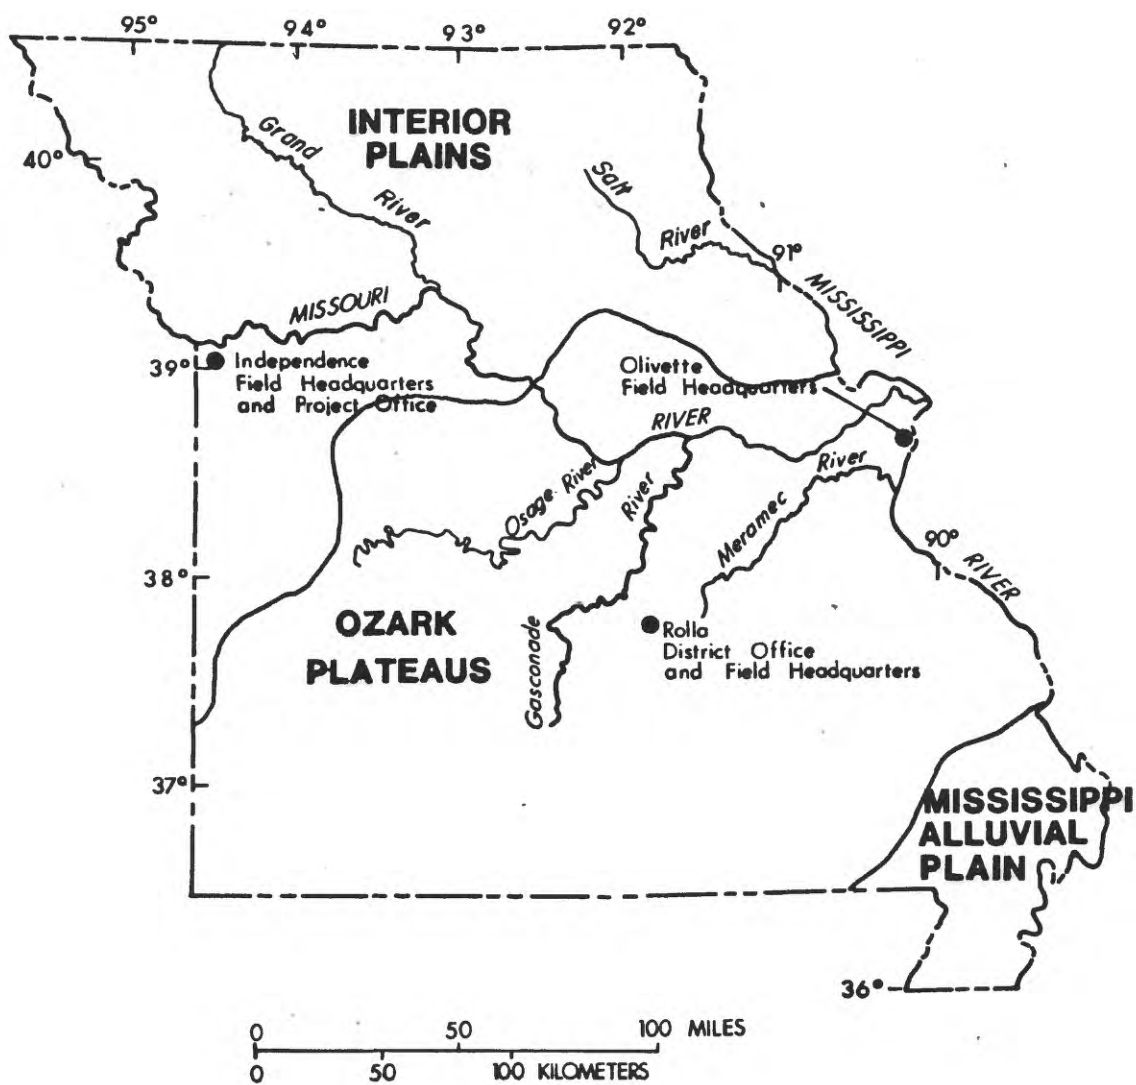 95° 94° 93° 92°
INTERIOR
PLAINS
Grand
River
40°
Salt
River
91°
MISSISSIPPI
MISSOURI
39°
Independence
Field Headquarters
and Project Office
Olivette
Field Headquarters
RIVER
Osage River
River
Meramec
River
90°
RIVER
38°
OZARK
PLATEAUS
Gasconade
Rolla
District Office
and Field Headquarters
37°
MISSISSIPPI
ALLUVIAL
PLAIN
36°
0 50 100 MILES
0 50 100 KILOMETERS